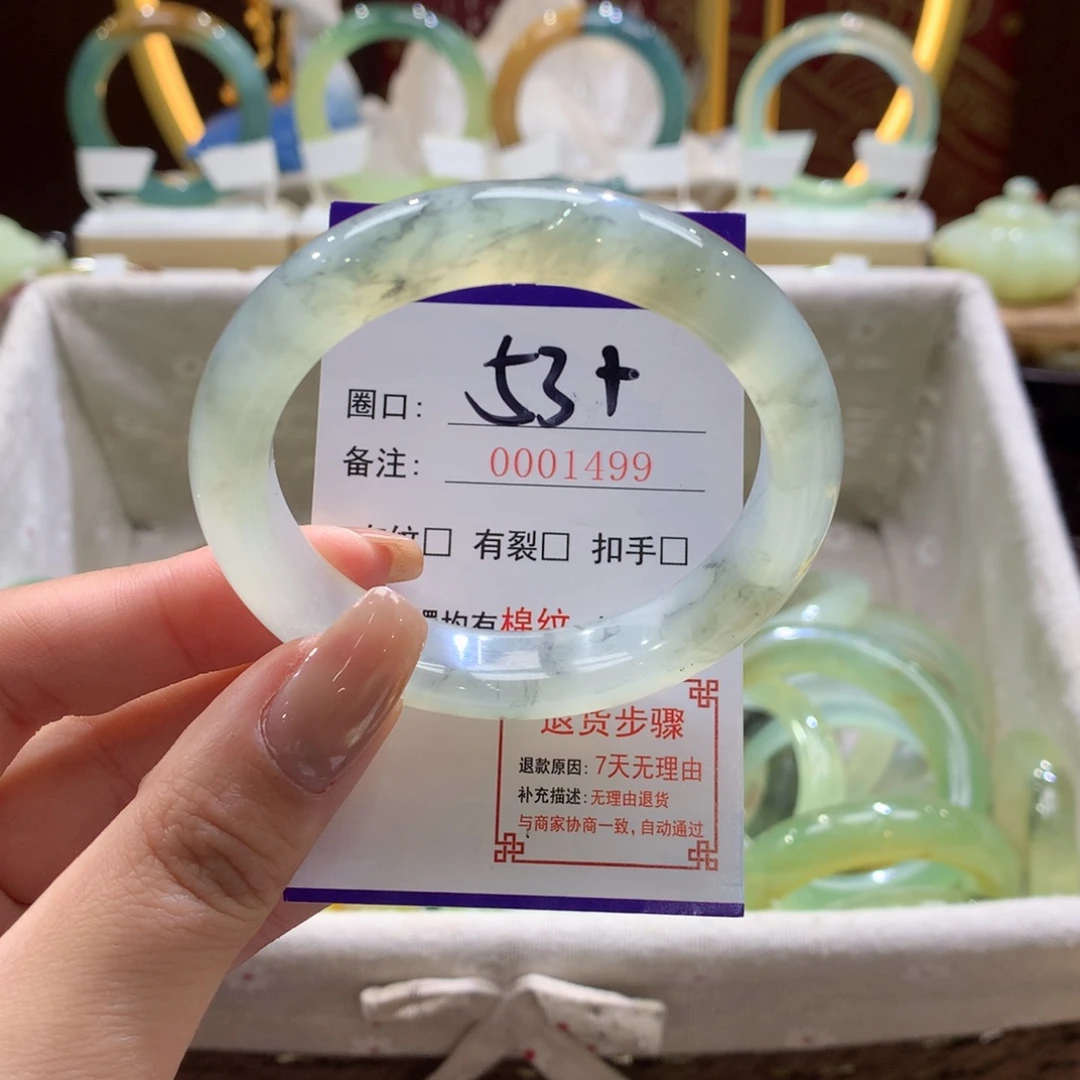 圈口: 53+
备注: 0001499
纹□ 有裂□ 扣手□
均有棉纹
退货步骤
退款原因: 7天无理由
补充描述: 无理由退货
与商家协商一致, 自动通过